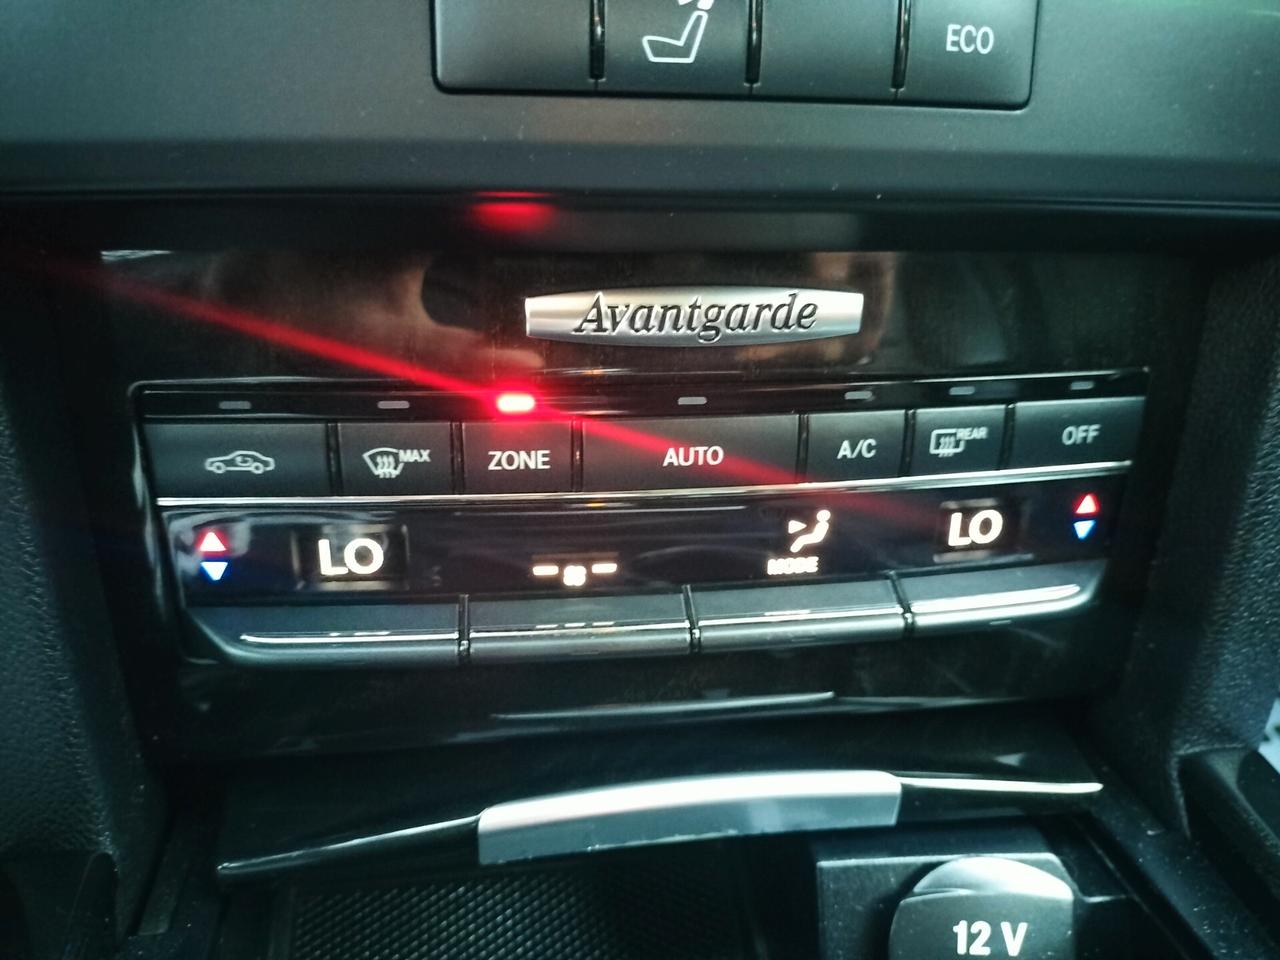 ECO
Avantgarde
MAX
ZONE
AUTO
A/C
REAR
OFF
LO
MODE
LO
12 V